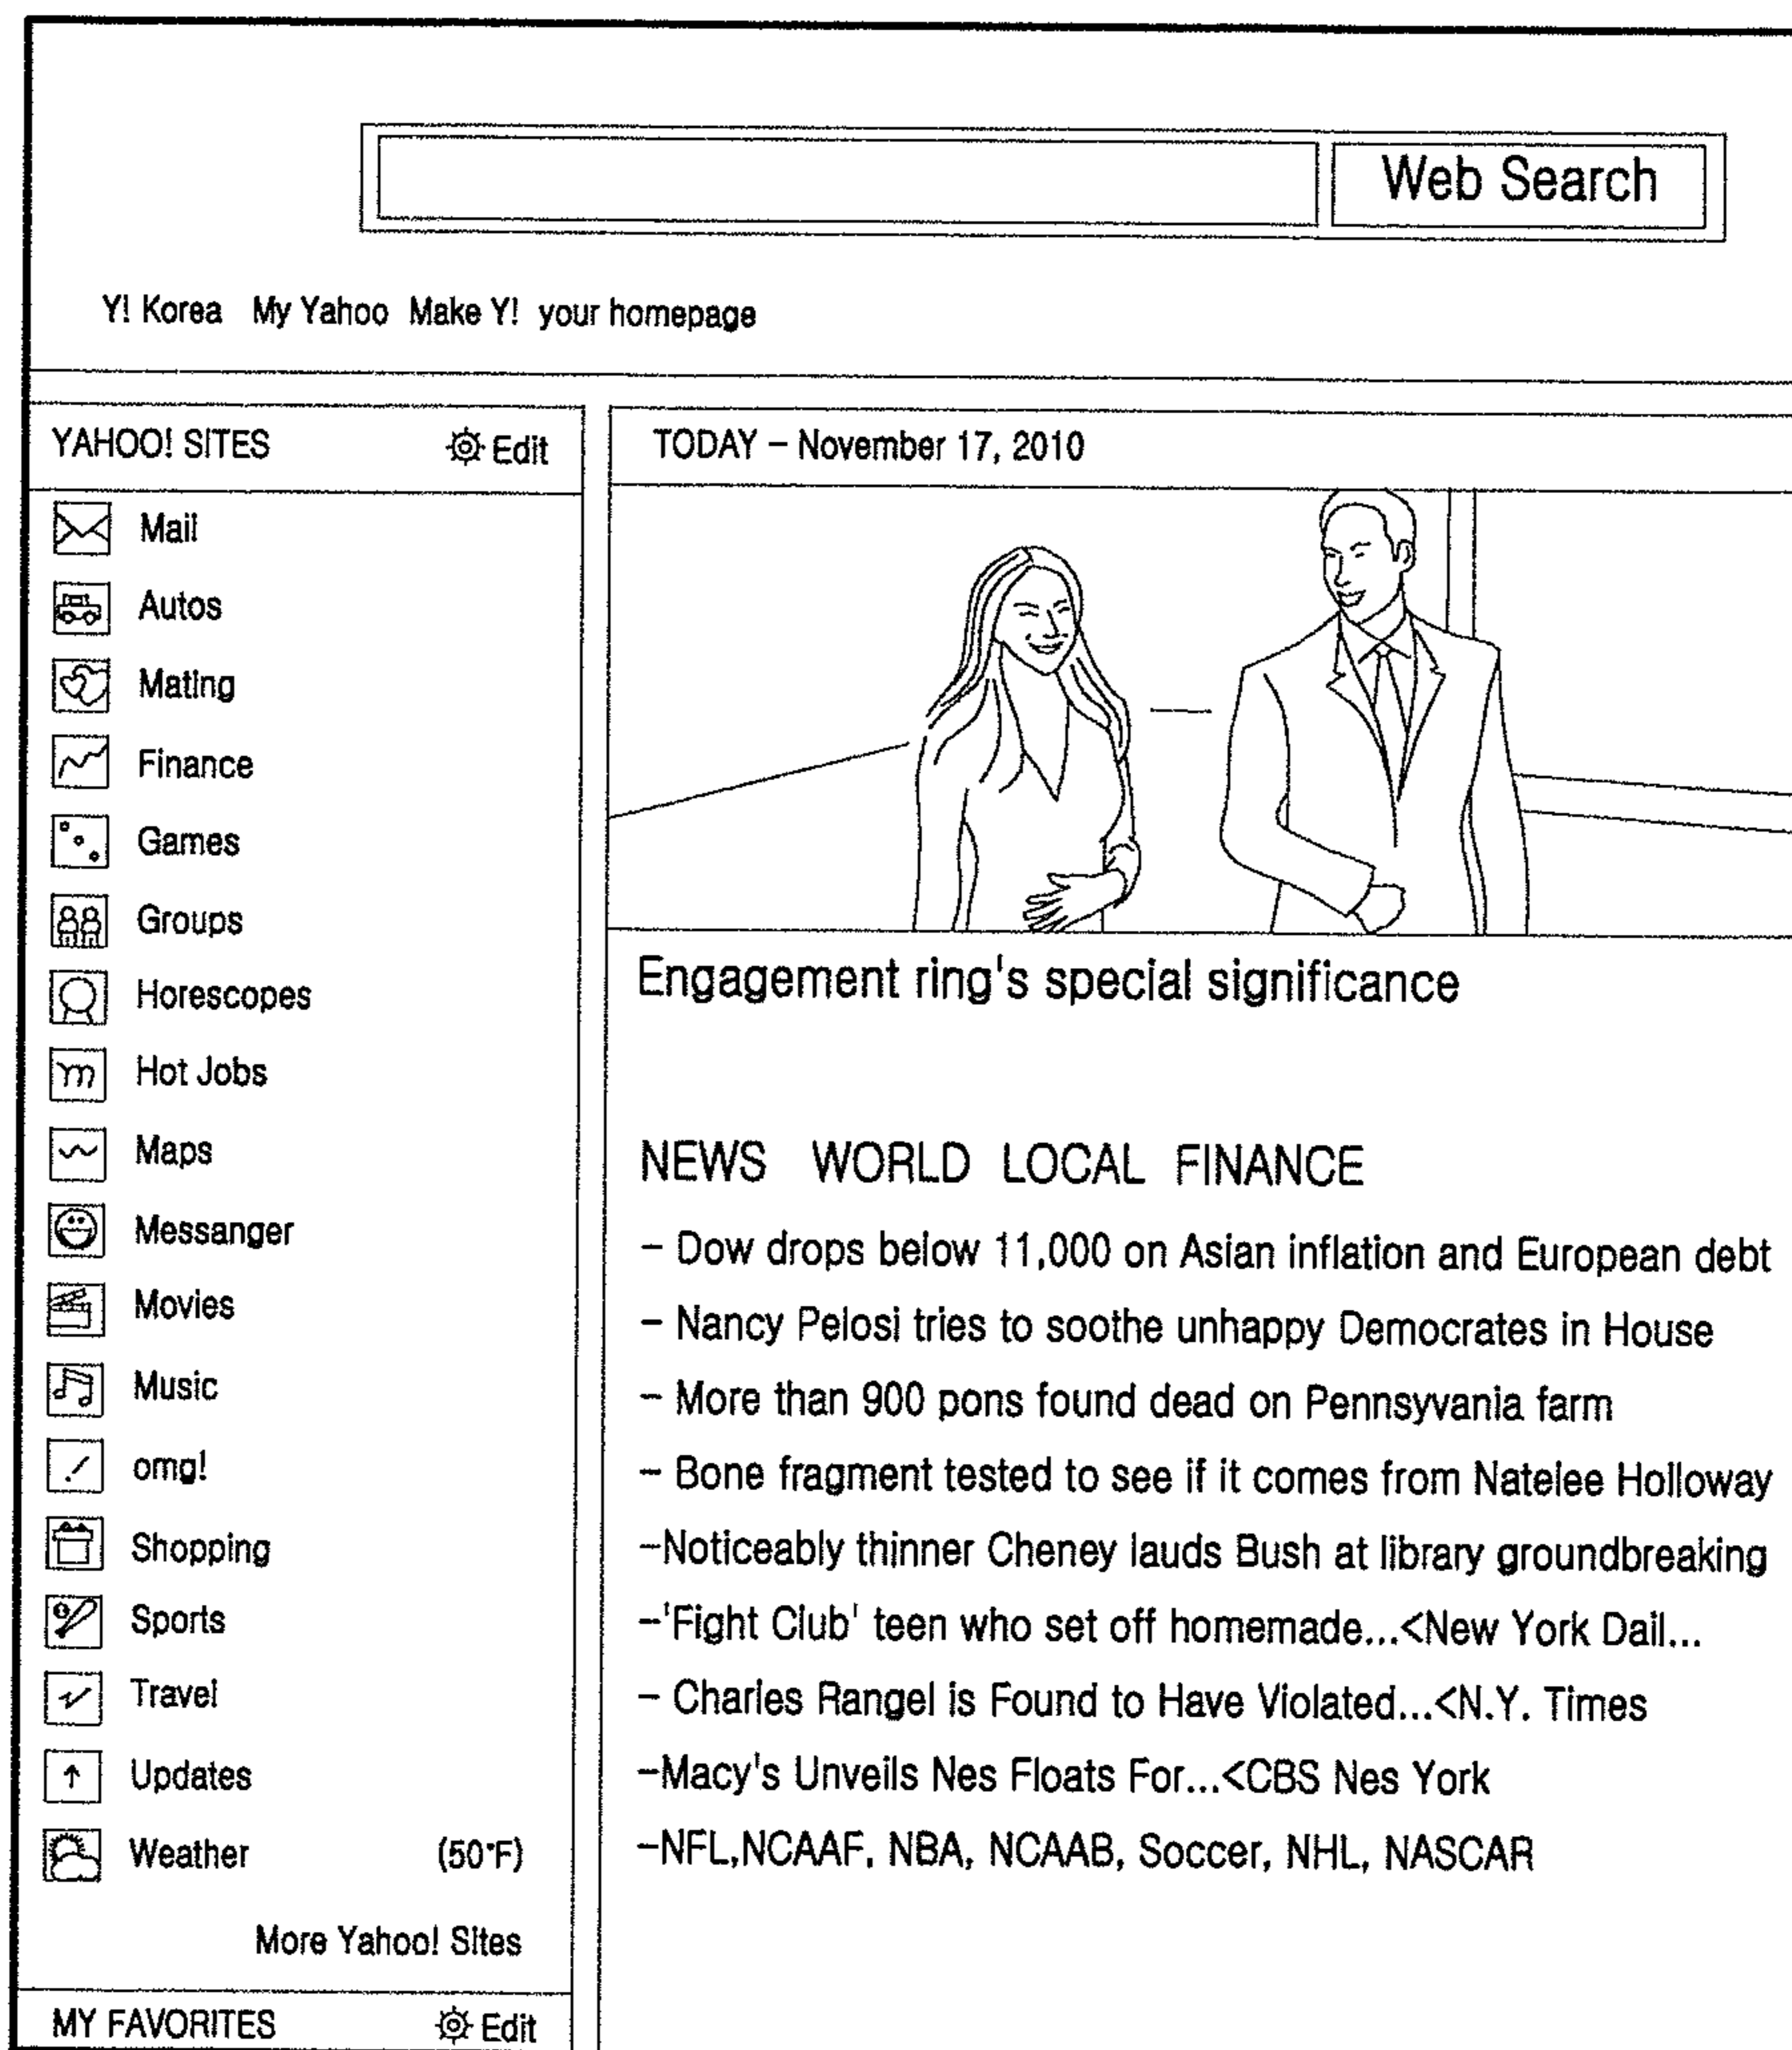 Web Search
Y! Korea My Yahoo Make Y! your homepage
YAHOO! SITES Edit
Mail
Autos
Mating
Finance
Games
Groups
Horescopes
Hot Jobs
Maps
Messanger
Movies
Music
omg!
Shopping
Sports
Travel
Updates
Weather (50°F)
More Yahoo! Sites
MY FAVORITES Edit
TODAY – November 17, 2010
Engagement ring's special significance
NEWS WORLD LOCAL FINANCE
– Dow drops below 11,000 on Asian inflation and European debt
– Nancy Pelosi tries to soothe unhappy Democrates in House
– More than 900 pons found dead on Pennsyvania farm
– Bone fragment tested to see if it comes from Natelee Holloway
–Noticeably thinner Cheney lauds Bush at library groundbreaking
–'Fight Club' teen who set off homemade...<New York Dail...
– Charles Rangel is Found to Have Violated...<N.Y. Times
–Macy's Unveils Nes Floats For...<CBS Nes York
–NFL,NCAAF, NBA, NCAAB, Soccer, NHL, NASCAR